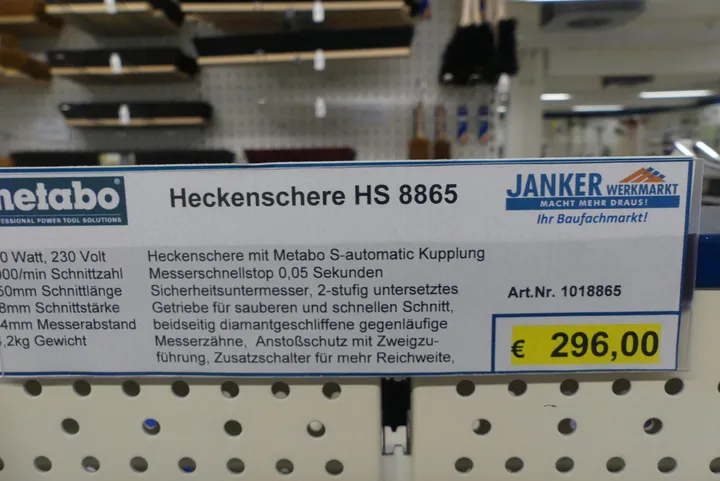 metabo
PROFESSIONAL POWER TOOL SOLUTIONS
Heckenschere HS 8865
JANKER WERKMARKT
MACHT MEHR DRAUS!
Ihr Baufachmarkt!
0 Watt, 230 Volt
000/min Schnittzahl
50mm Schnittlänge
8mm Schnittstärke
4mm Messerabstand
,2kg Gewicht
Heckenschere mit Metabo S-automatic Kupplung
Messerschnellstop 0,05 Sekunden
Sicherheitsuntermesser, 2-stufig untersetztes
Getriebe für sauberen und schnellen Schnitt,
beidseitig diamantgeschliffene gegenläufige
Messerzähne, Anstoßschutz mit Zweigzu-
führung, Zusatzschalter für mehr Reichweite,
Art.Nr. 1018865
€ 296,00